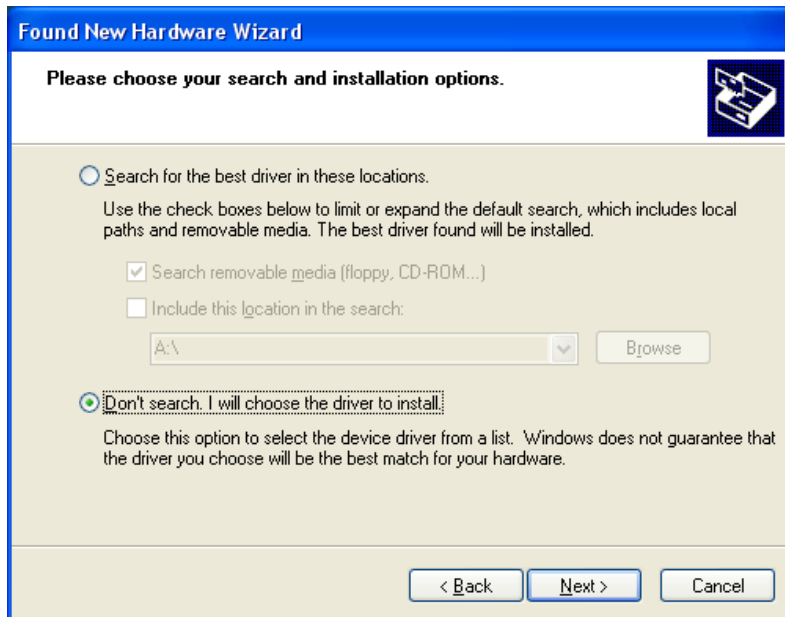 Found New Hardware Wizard
Please choose your search and installation options.
Search for the best driver in these locations.
Use the check boxes below to limit or expand the default search, which includes local
paths and removable media. The best driver found will be installed.
Search removable media (floppy, CD-ROM...)
Include this location in the search:
A:\
Browse
Don't search. I will choose the driver to install.
Choose this option to select the device driver from a list.  Windows does not guarantee that
the driver you choose will be the best match for your hardware.
< Back
Next >
Cancel